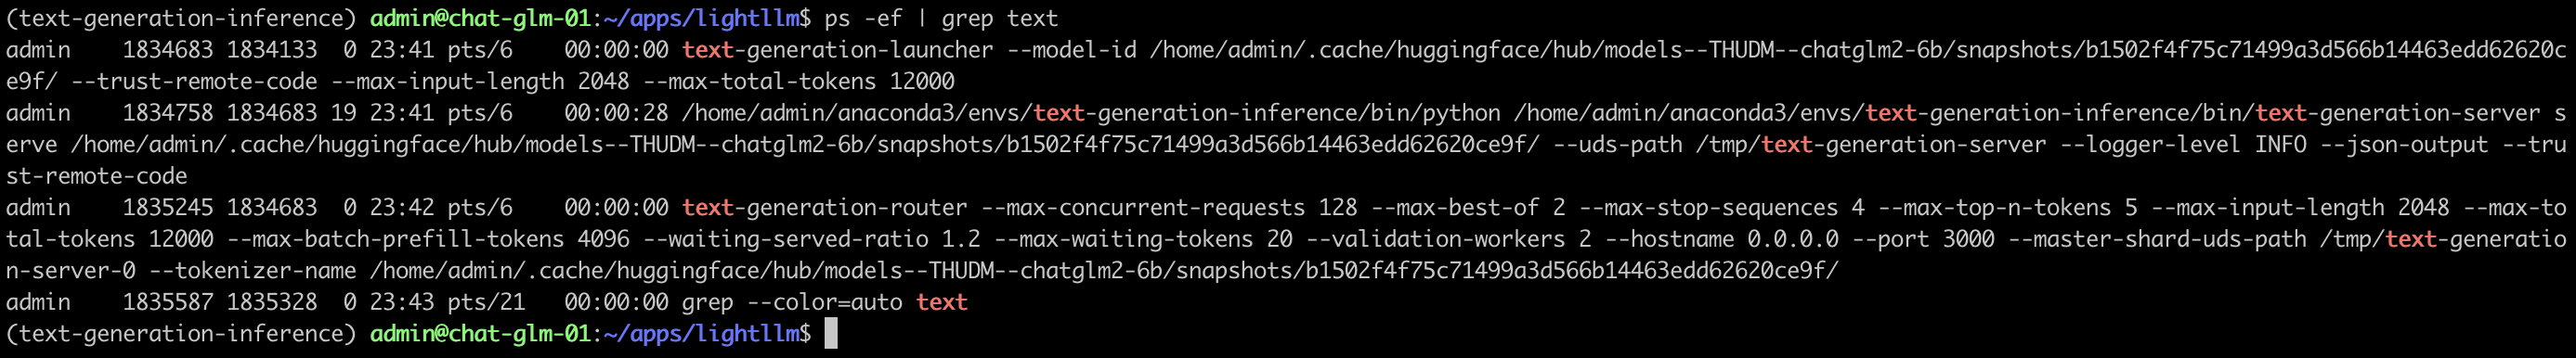 (text-generation-inference) admin@chat-glm-01:~/apps/lightllm$ ps -ef | grep text
admin    1834683 1834133  0 23:41 pts/6    00:00:00 text-generation-launcher --model-id /home/admin/.cache/huggingface/hub/models--THUDM--chatglm2-6b/snapshots/b1502f4f75c71499a3d566b14463edd62620c
e9f/ --trust-remote-code --max-input-length 2048 --max-total-tokens 12000
admin    1834758 1834683 19 23:41 pts/6    00:00:28 /home/admin/anaconda3/envs/text-generation-inference/bin/python /home/admin/anaconda3/envs/text-generation-inference/bin/text-generation-server s
erve /home/admin/.cache/huggingface/hub/models--THUDM--chatglm2-6b/snapshots/b1502f4f75c71499a3d566b14463edd62620ce9f/ --uds-path /tmp/text-generation-server --logger-level INFO --json-output --tru
st-remote-code
admin    1835245 1834683  0 23:42 pts/6    00:00:00 text-generation-router --max-concurrent-requests 128 --max-best-of 2 --max-stop-sequences 4 --max-top-n-tokens 5 --max-input-length 2048 --max-to
tal-tokens 12000 --max-batch-prefill-tokens 4096 --waiting-served-ratio 1.2 --max-waiting-tokens 20 --validation-workers 2 --hostname 0.0.0.0 --port 3000 --master-shard-uds-path /tmp/text-generatio
n-server-0 --tokenizer-name /home/admin/.cache/huggingface/hub/models--THUDM--chatglm2-6b/snapshots/b1502f4f75c71499a3d566b14463edd62620ce9f/
admin    1835587 1835328  0 23:43 pts/21   00:00:00 grep --color=auto text
(text-generation-inference) admin@chat-glm-01:~/apps/lightllm$